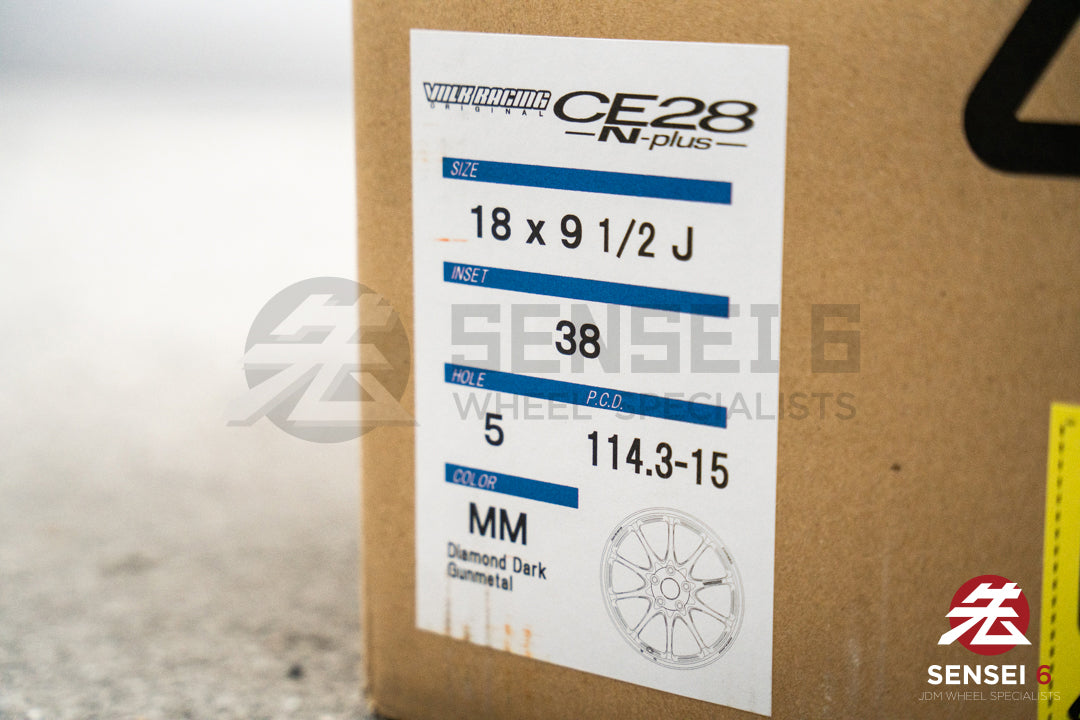 VOLK RACING
ORIGINAL
CE28
N-plus
SIZE
18 x 9 1/2 J
INSET
38
HOLE P.C.D.
5 114.3-15
COLOR
MM
Diamond Dark
Gunmetal
SENSEI 6
WHEEL SPECIALISTS
SENSEI 6
JDM WHEEL SPECIALISTS